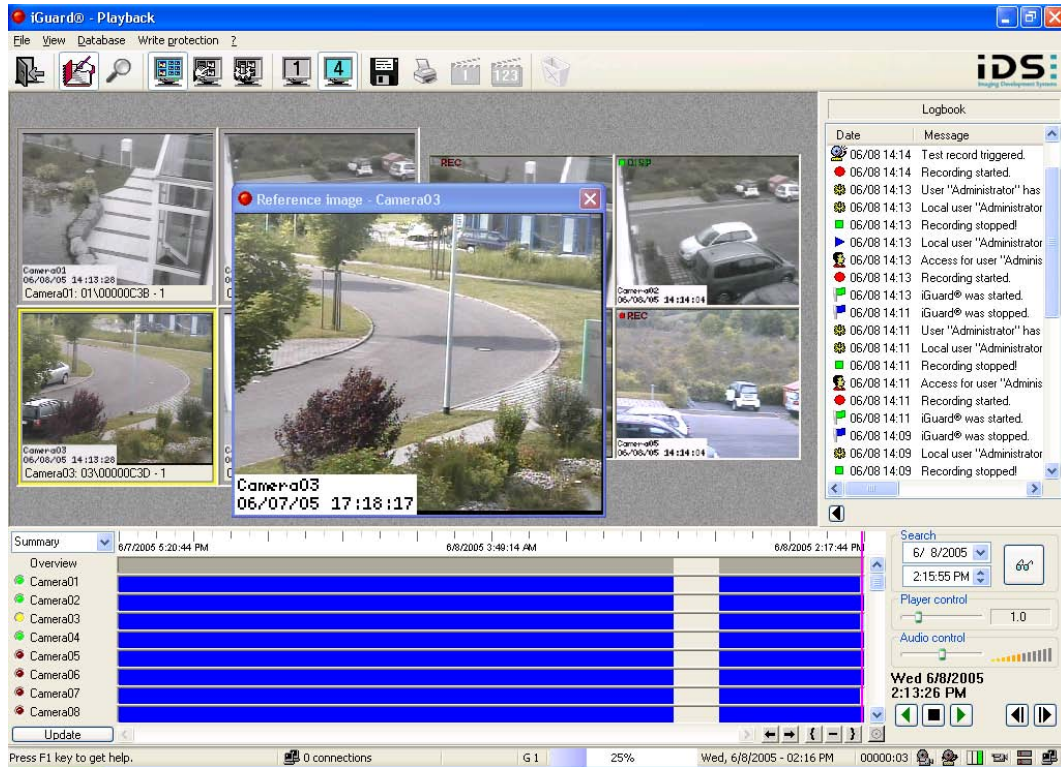 iGuard® - Playback
File View Database Write protection ?
1 4 1 123
iDS:
Imaging Development Systems
Logbook
Date Message
06/08 14:14 Test record triggered.
06/08 14:14 Recording started.
06/08 14:13 User "Administrator" has
06/08 14:13 Local user "Administrator
06/08 14:13 Recording stopped!
06/08 14:13 Local user "Administrator
06/08 14:13 Access for user "Adminis
06/08 14:13 Recording started.
06/08 14:13 iGuard® was started.
06/08 14:11 iGuard® was stopped.
06/08 14:11 User "Administrator" has
06/08 14:11 Local user "Administrator
06/08 14:11 Recording stopped!
06/08 14:11 Access for user "Adminis
06/08 14:11 Recording started.
06/08 14:11 iGuard® was started.
06/08 14:09 iGuard® was stopped.
06/08 14:09 Local user "Administrator
06/08 14:09 Recording stopped!
Camera01
06/08/05 14:13:28
Camera01: 01\00000C3B - 1
REC
DISP
Camera02
06/08/05 14:14:04
Reference image - Camera03
Camera03
06/07/05 17:18:17
Camera03
06/08/05 14:13:28
Camera03: 03\00000C3D - 1
REC
Camera05
06/08/05 14:14:04
Summary
6/7/2005 5:20:44 PM 6/8/2005 3:49:14 AM 6/8/2005 2:17:44 PM
Overview
Camera01
Camera02
Camera03
Camera04
Camera05
Camera06
Camera07
Camera08
Update
Search
6/ 8/2005
2:15:55 PM
Player control
1.0
Audio control
Wed 6/8/2005
2:13:26 PM
Press F1 key to get help. 0 connections G 1 25% Wed, 6/8/2005 - 02:16 PM 00000:03